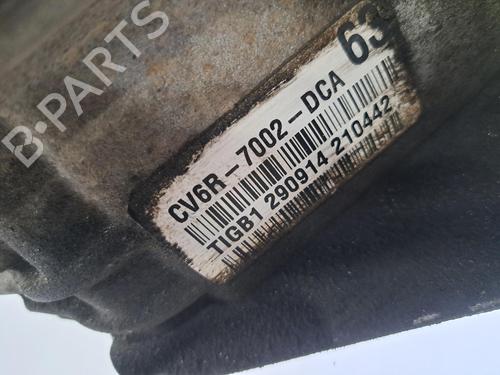 B-PARTS
63
CV6R-7002-DCA
TIGB1 290914 210442